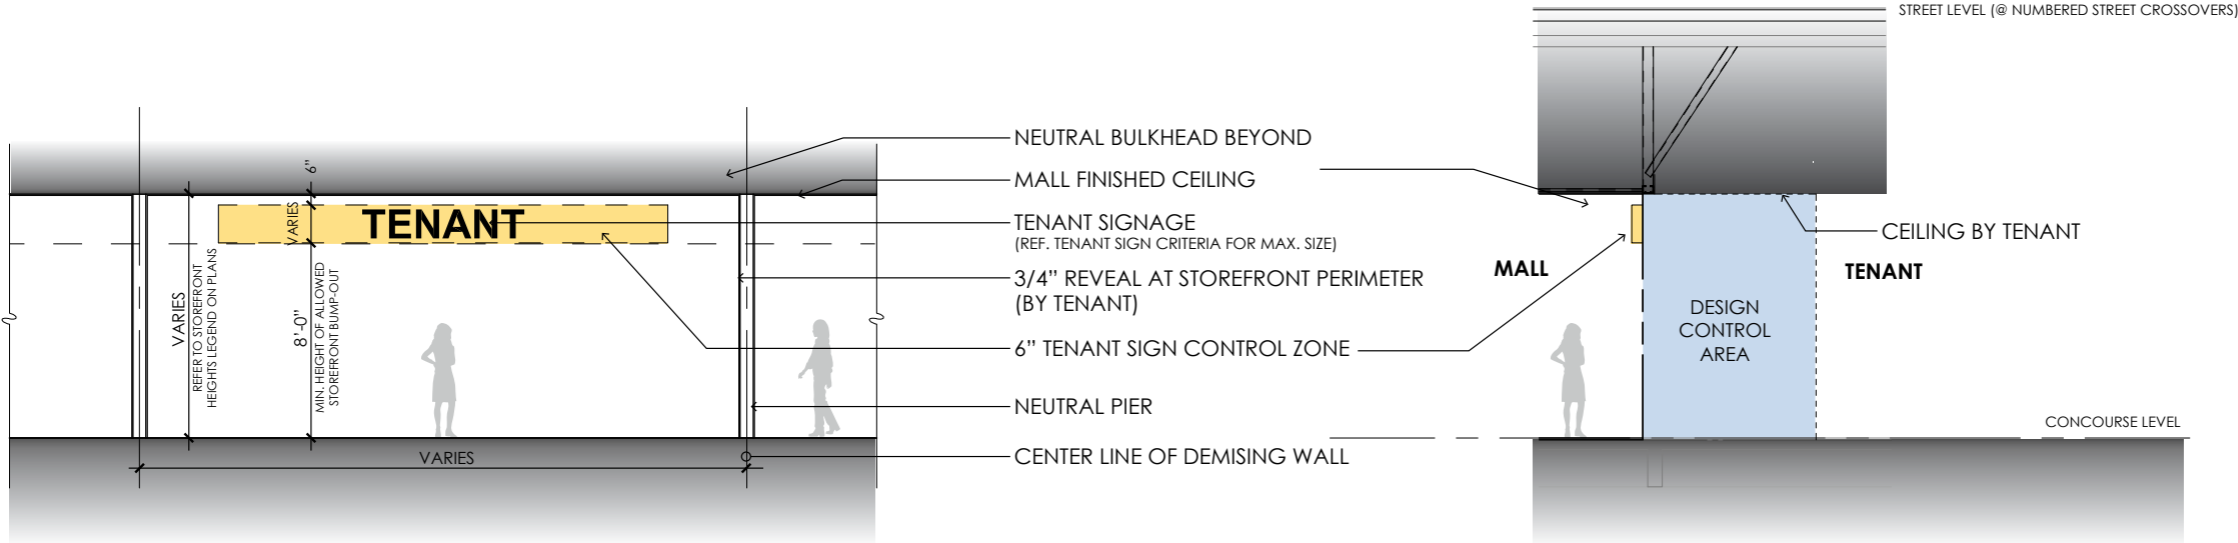 STREET LEVEL (@ NUMBERED STREET CROSSOVERS)
6"
VARIES
TENANT
VARIES
REFER TO STOREFRONT
HEIGHTS LEGEND ON PLANS
8'-0"
MIN. HEIGHT OF ALLOWED
STOREFRONT BUMP-OUT
VARIES
NEUTRAL BULKHEAD BEYOND
MALL FINISHED CEILING
TENANT SIGNAGE
(REF. TENANT SIGN CRITERIA FOR MAX. SIZE)
3/4" REVEAL AT STOREFRONT PERIMETER
(BY TENANT)
6" TENANT SIGN CONTROL ZONE
NEUTRAL PIER
CENTER LINE OF DEMISING WALL
MALL
CEILING BY TENANT
TENANT
DESIGN
CONTROL
AREA
CONCOURSE LEVEL